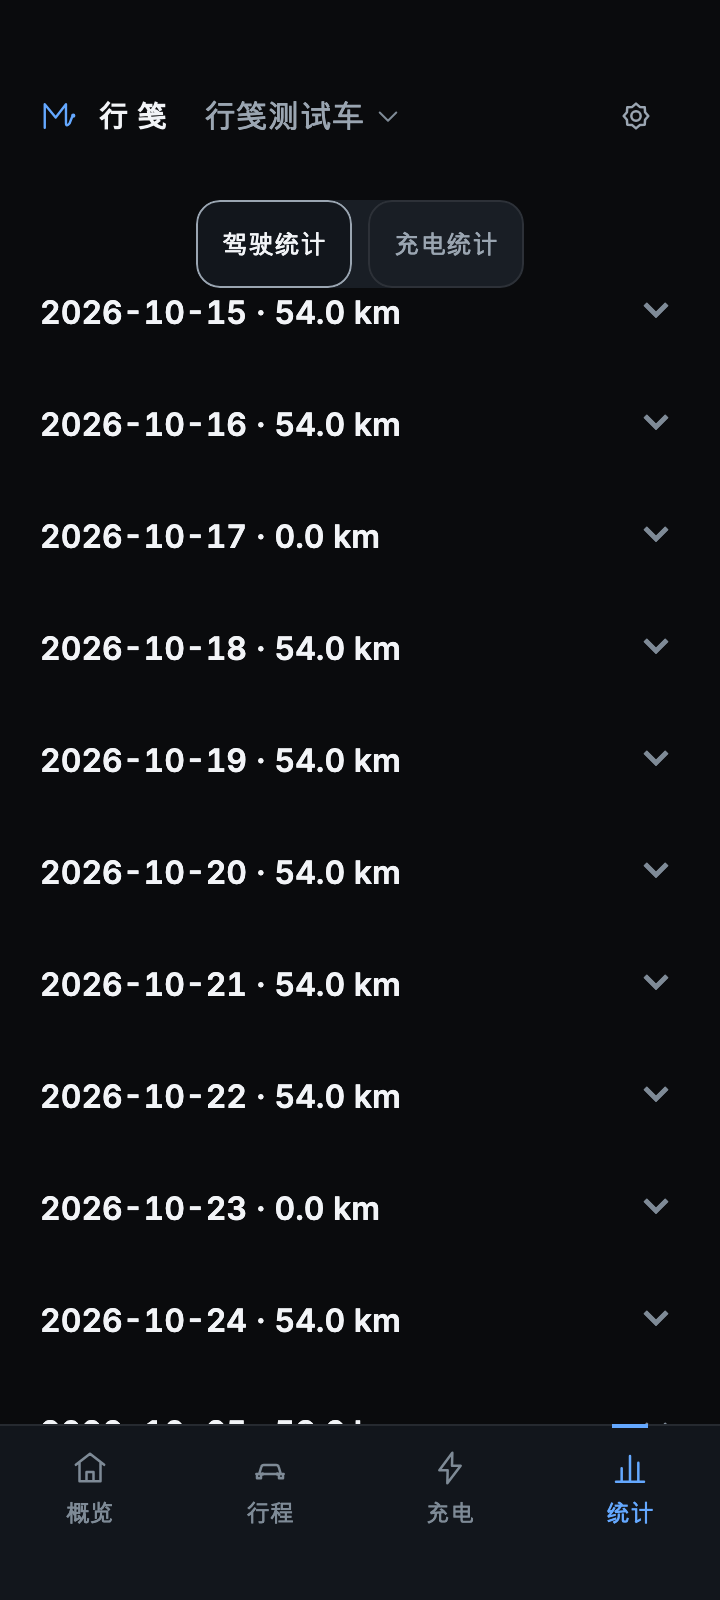 行笺 行笺测试车
驾驶统计 充电统计
2026-10-15 · 54.0 km
2026-10-16 · 54.0 km
2026-10-17 · 0.0 km
2026-10-18 · 54.0 km
2026-10-19 · 54.0 km
2026-10-20 · 54.0 km
2026-10-21 · 54.0 km
2026-10-22 · 54.0 km
2026-10-23 · 0.0 km
2026-10-24 · 54.0 km
概览 行程 充电 统计